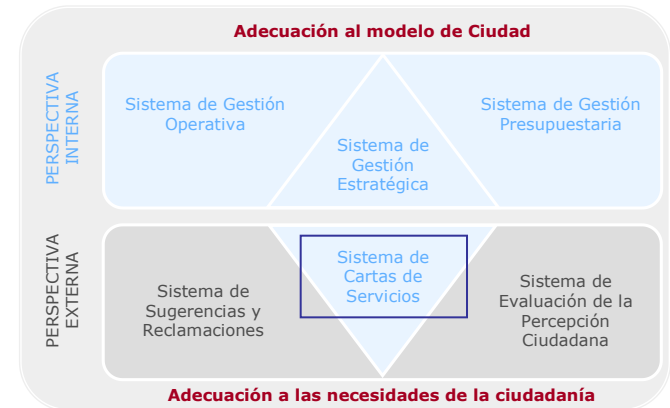 Adecuación al modelo de Ciudad
PERSPECTIVA
INTERNA
Sistema de Gestión
Operativa
Sistema de
Gestión
Estratégica
Sistema de Gestión
Presupuestaria
PERSPECTIVA
EXTERNA
Sistema de
Sugerencias y
Reclamaciones
Sistema de
Cartas de
Servicios
Sistema de
Evaluación de la
Percepción
Ciudadana
Adecuación a las necesidades de la ciudadanía